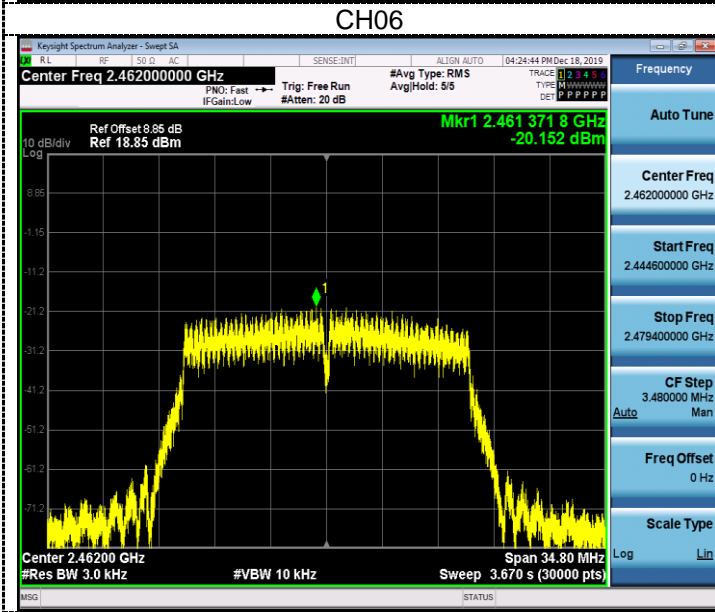 CH06
Keysight Spectrum Analyzer - Swept SA
RL RF 50 Ω AC SENSE:INT ALIGN AUTO 04:24:44 PM Dec 18, 2019
Center Freq 2.462000000 GHz
PNO: Fast
IFGain:Low
Trig: Free Run
#Atten: 20 dB
#Avg Type: RMS
Avg|Hold: 5/5
TRACE 1 2 3 4 5 6
TYPE M W W W W W
DET P P P P P P
Frequency
Auto Tune
Center Freq
2.462000000 GHz
Start Freq
2.444600000 GHz
Stop Freq
2.479400000 GHz
CF Step
3.480000 MHz
Auto Man
Freq Offset
0 Hz
Scale Type
Log Lin
Ref Offset 8.85 dB
10 dB/div Ref 18.85 dBm
Log
Mkr1 2.461 371 8 GHz
-20.152 dBm
8.85
-1.15
-11.2
-21.2
-31.2
-41.2
-51.2
-61.2
-71.2
1
Center 2.46200 GHz Span 34.80 MHz
#Res BW 3.0 kHz #VBW 10 kHz Sweep 3.670 s (30000 pts)
MSG STATUS